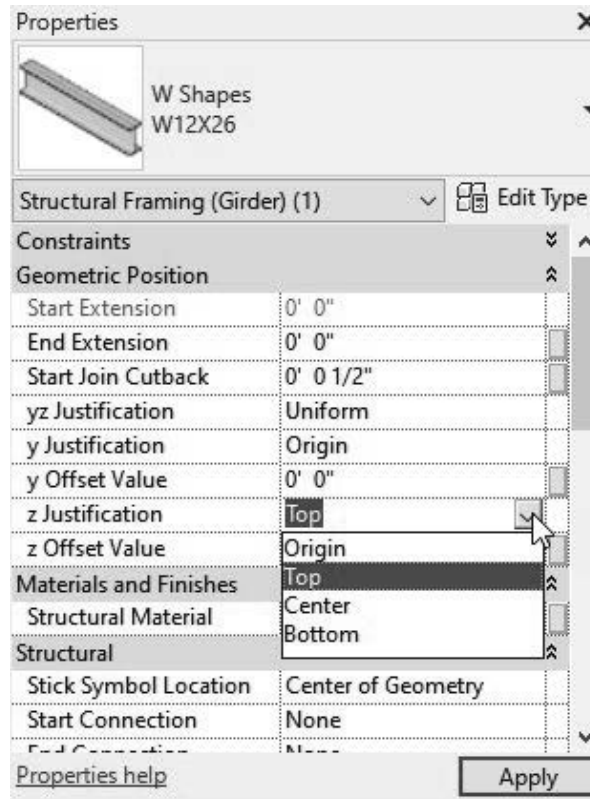 Properties
W Shapes
W12X26
Structural Framing (Girder) (1)
Edit Type
Constraints
Geometric Position
Start Extension 0' 0"
End Extension 0' 0"
Start Join Cutback 0' 0 1/2"
yz Justification Uniform
y Justification Origin
y Offset Value 0' 0"
z Justification Top
z Offset Value
Origin
Top
Center
Bottom
Materials and Finishes
Structural Material
Structural
Stick Symbol Location Center of Geometry
Start Connection None
End Connection None
Properties help
Apply